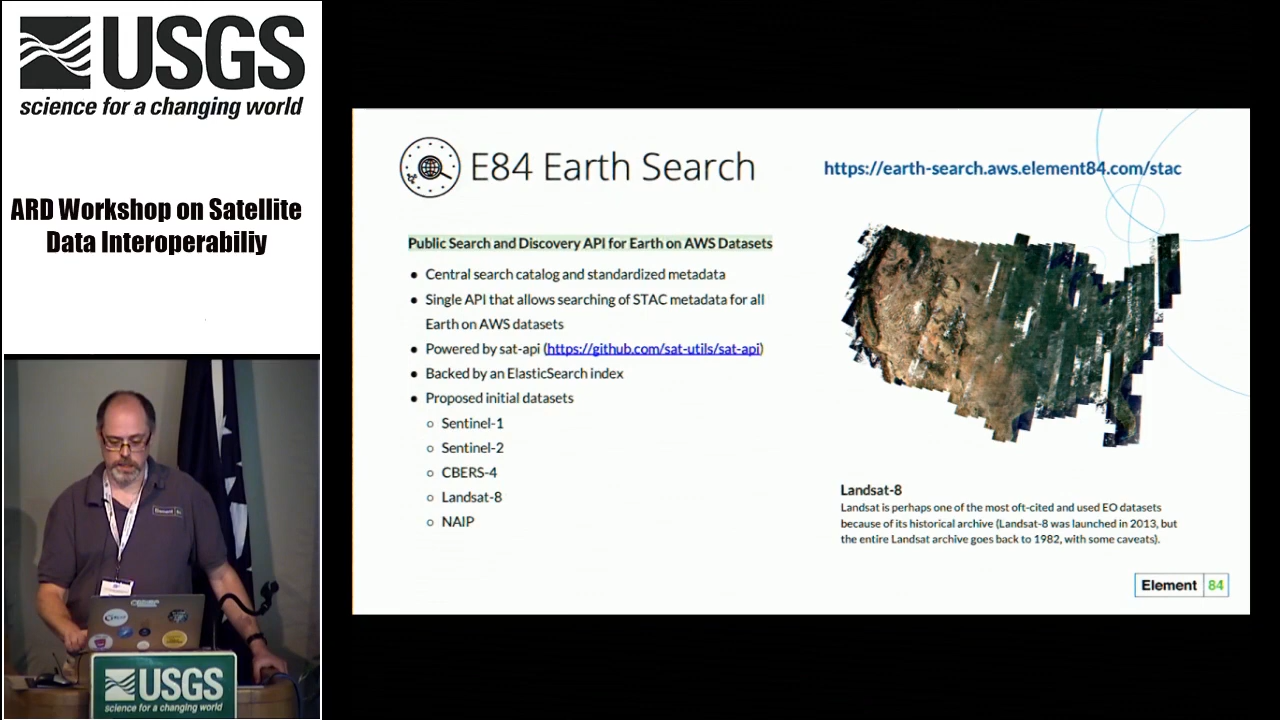 USGS
science for a changing world
ARD Workshop on Satellite
Data Interoperabiliy
E84 Earth Search
https://earth-search.aws.element84.com/stac
Public Search and Discovery API for Earth on AWS Datasets
● Central search catalog and standardized metadata
● Single API that allows searching of STAC metadata for all
Earth on AWS datasets
● Powered by sat-api (https://github.com/sat-utils/sat-api)
● Backed by an ElasticSearch index
● Proposed initial datasets
○ Sentinel-1
○ Sentinel-2
○ CBERS-4
○ Landsat-8
○ NAIP
Landsat-8
Landsat is perhaps one of the most oft-cited and used EO datasets
because of its historical archive (Landsat-8 was launched in 2013, but
the entire Landsat archive goes back to 1982, with some caveats).
Element 84
Element 84
USGS
science for a changing world